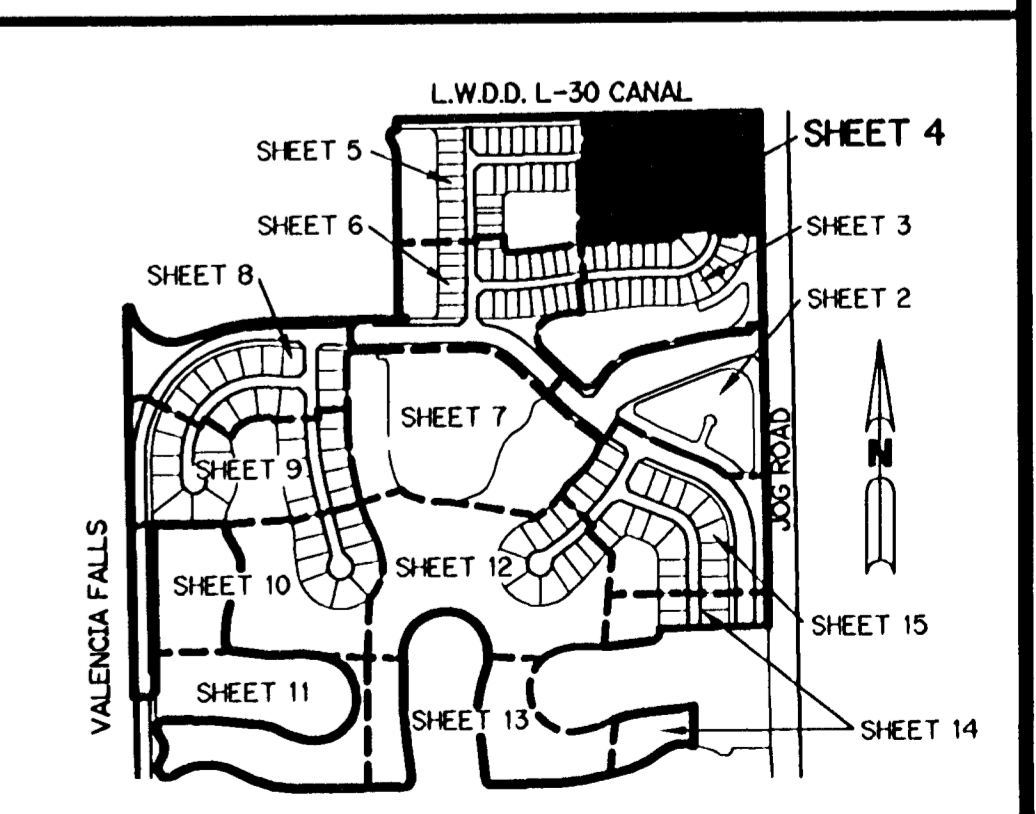 L.W.D.D. L-30 CANAL
SHEET 4
SHEET 5
SHEET 6
SHEET 3
SHEET 8
SHEET 2
SHEET 7
JOG ROAD
N
SHEET 9
VALENCIA FALLS
SHEET 10
SHEET 12
SHEET 15
SHEET 11
SHEET 13
SHEET 14